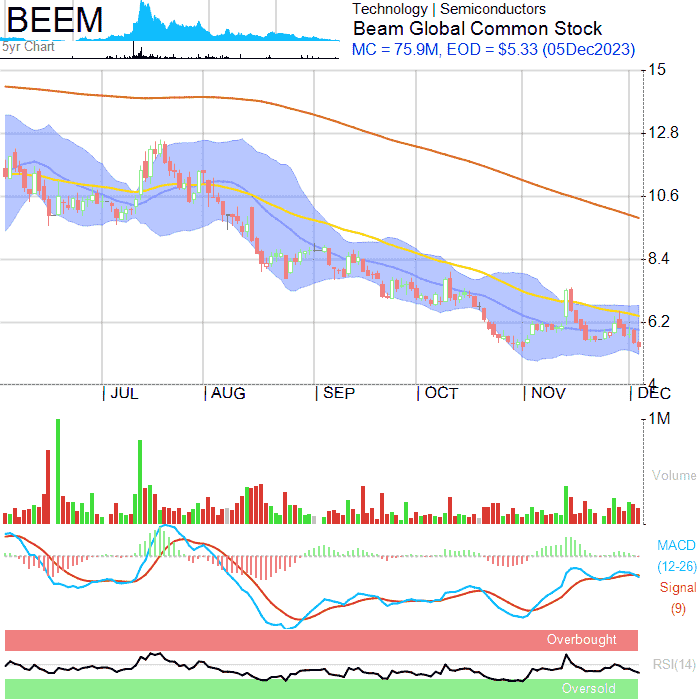 BEEM
5yr Chart
Technology | Semiconductors
Beam Global Common Stock
MC = 75.9M, EOD = $5.33 (05Dec2023)
15
12.8
10.6
8.4
6.2
4
JUL AUG SEP OCT NOV DEC
1M
Volume
MACD
(12-26)
Signal
(9)
Overbought
RSI(14)
Oversold